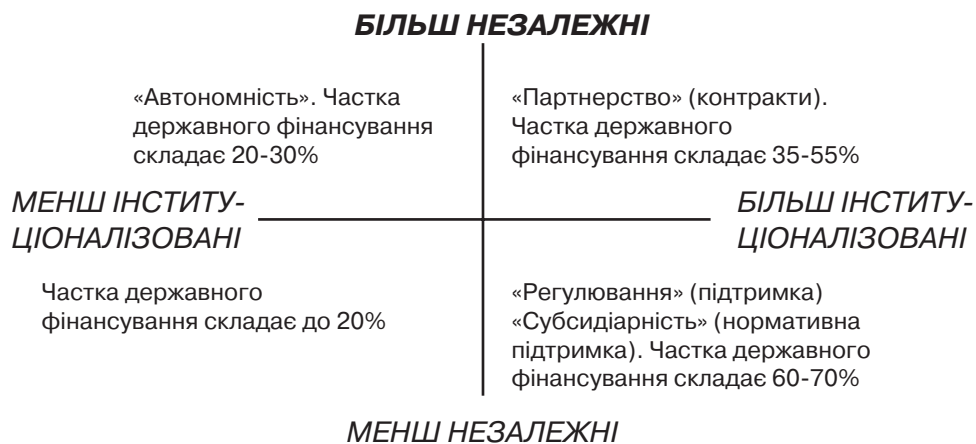 БІЛЬШ НЕЗАЛЕЖНІ
«Автономність». Частка
державного фінансування
складає 20-30%
«Партнерство» (контракти).
Частка державного
фінансування складає 35-55%
МЕНШ ІНСТИТУ-
ЦІОНАЛІЗОВАНІ
БІЛЬШ ІНСТИТУ-
ЦІОНАЛІЗОВАНІ
Частка державного
фінансування складає до 20%
«Регулювання» (підтримка)
«Субсидіарність» (нормативна
підтримка). Частка державного
фінансування складає 60-70%
МЕНШ НЕЗАЛЕЖНІ